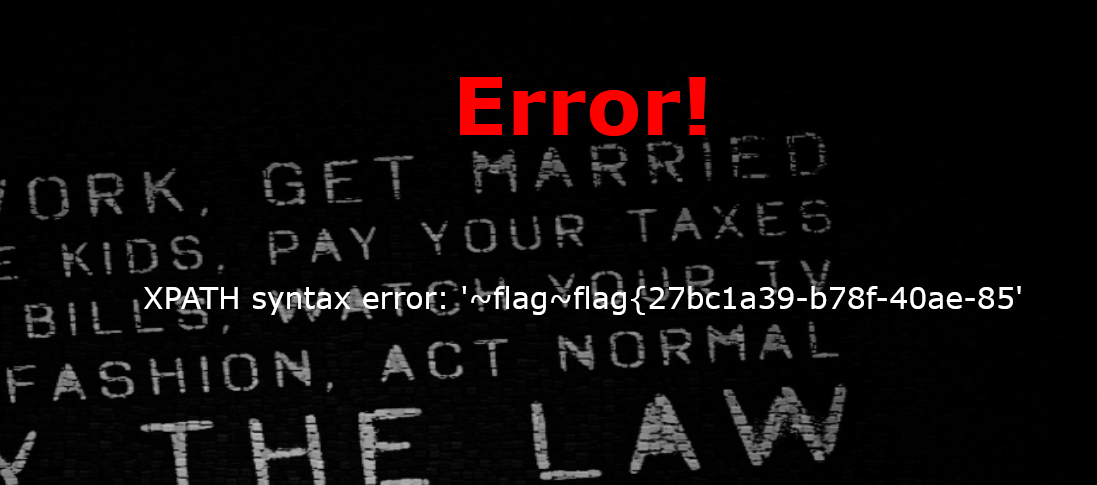 Error!
WORK, GET MARRIED
KIDS, PAY YOUR TAXES
XPATH syntax error: '~flag~flag{27bc1a39-b78f-40ae-85'
BILLS, WATCH YOUR TV
FASHION, ACT NORMAL
THE LAW